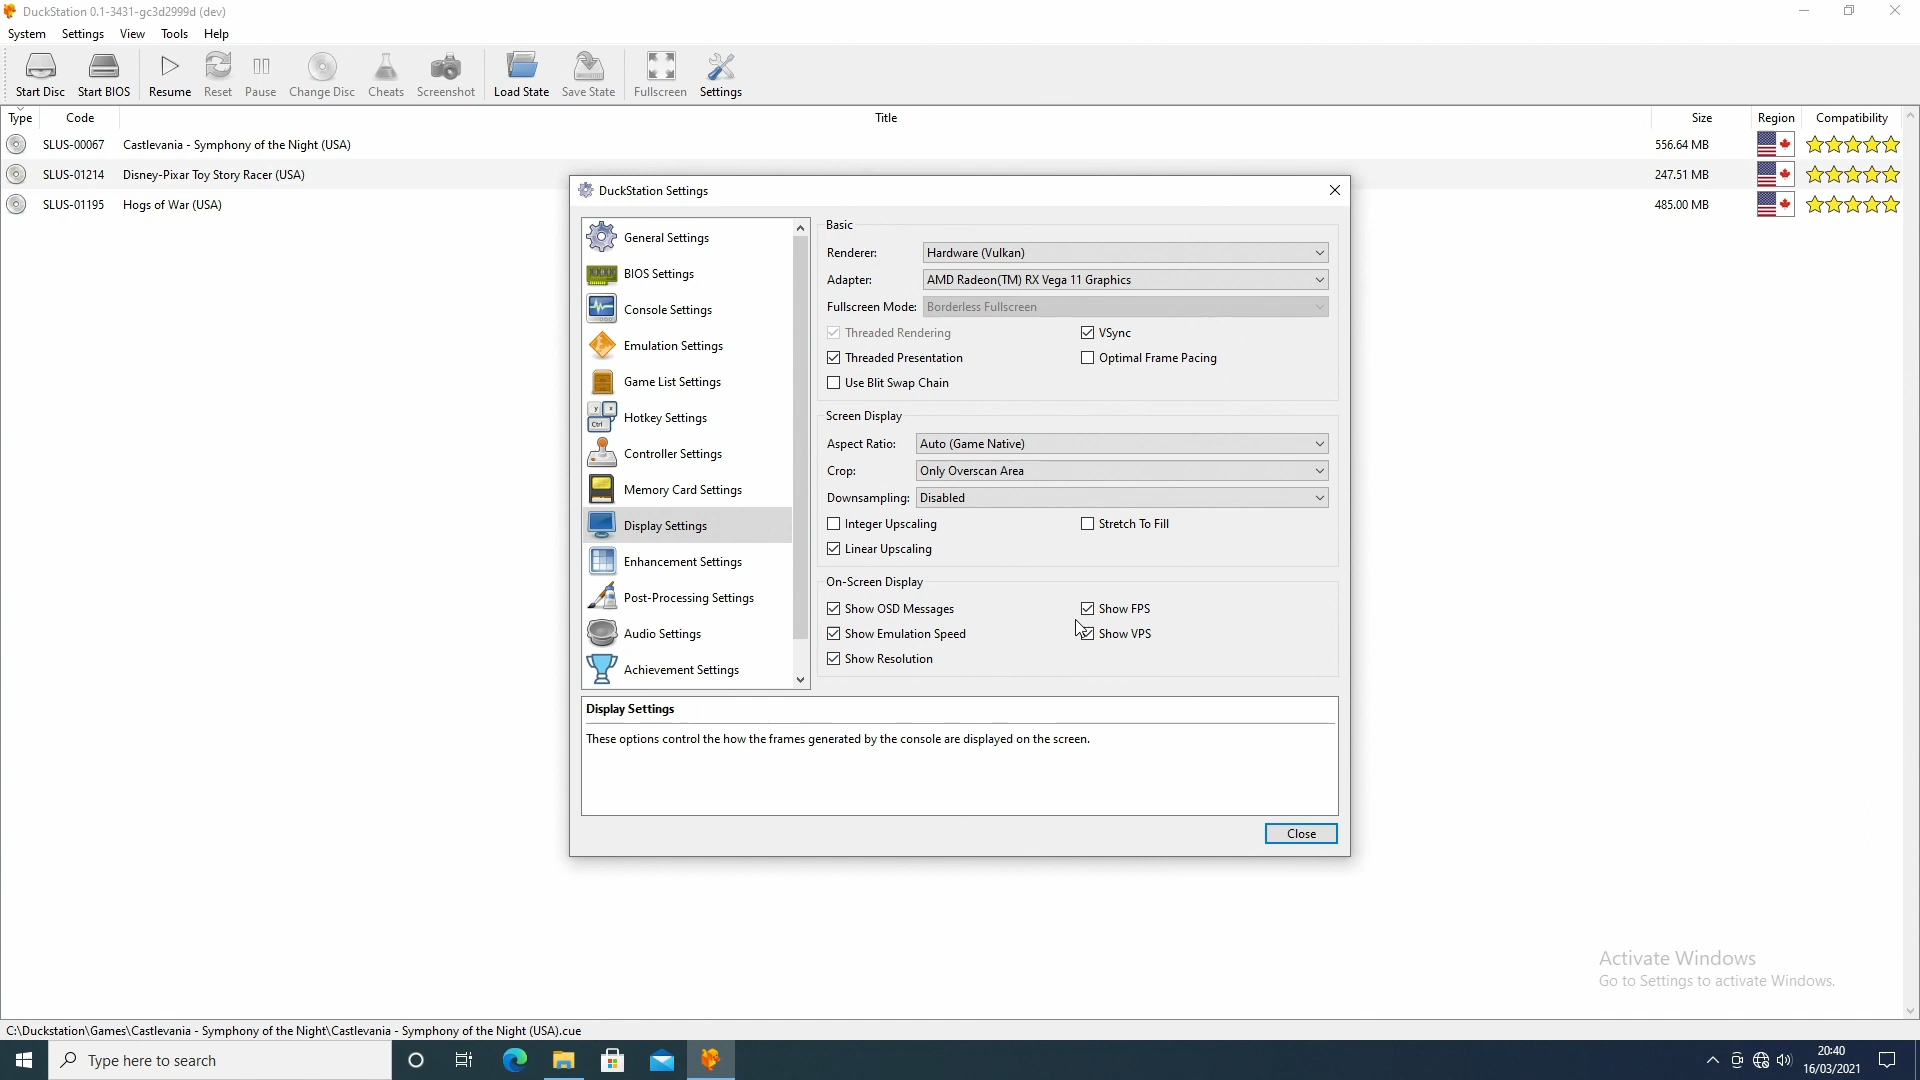 DuckStation 0.1-3431-gc3d2999d (dev)
System Settings View Tools Help
Start Disc Start BIOS Resume Reset Pause Change Disc Cheats Screenshot Load State Save State Fullscreen Settings
Type Code Title Size Region Compatibility
SLUS-00067 Castlevania - Symphony of the Night (USA) 556.64 MB
SLUS-01214 Disney-Pixar Toy Story Racer (USA) 247.51 MB
SLUS-01195 Hogs of War (USA) 485.00 MB
DuckStation Settings
General Settings
BIOS Settings
Console Settings
Emulation Settings
Game List Settings
Hotkey Settings
Controller Settings
Memory Card Settings
Display Settings
Enhancement Settings
Post-Processing Settings
Audio Settings
Achievement Settings
Basic
Renderer: Hardware (Vulkan)
Adapter: AMD Radeon(TM) RX Vega 11 Graphics
Fullscreen Mode: Borderless Fullscreen
Threaded Rendering VSync
Threaded Presentation Optimal Frame Pacing
Use Blit Swap Chain
Screen Display
Aspect Ratio: Auto (Game Native)
Crop: Only Overscan Area
Downsampling: Disabled
Integer Upscaling Stretch To Fill
Linear Upscaling
On-Screen Display
Show OSD Messages Show FPS
Show Emulation Speed Show VPS
Show Resolution
Display Settings
These options control the how the frames generated by the console are displayed on the screen.
Close
Activate Windows
Go to Settings to activate Windows.
C:\Duckstation\Games\Castlevania - Symphony of the Night\Castlevania - Symphony of the Night (USA).cue
Type here to search
20:40
16/03/2021